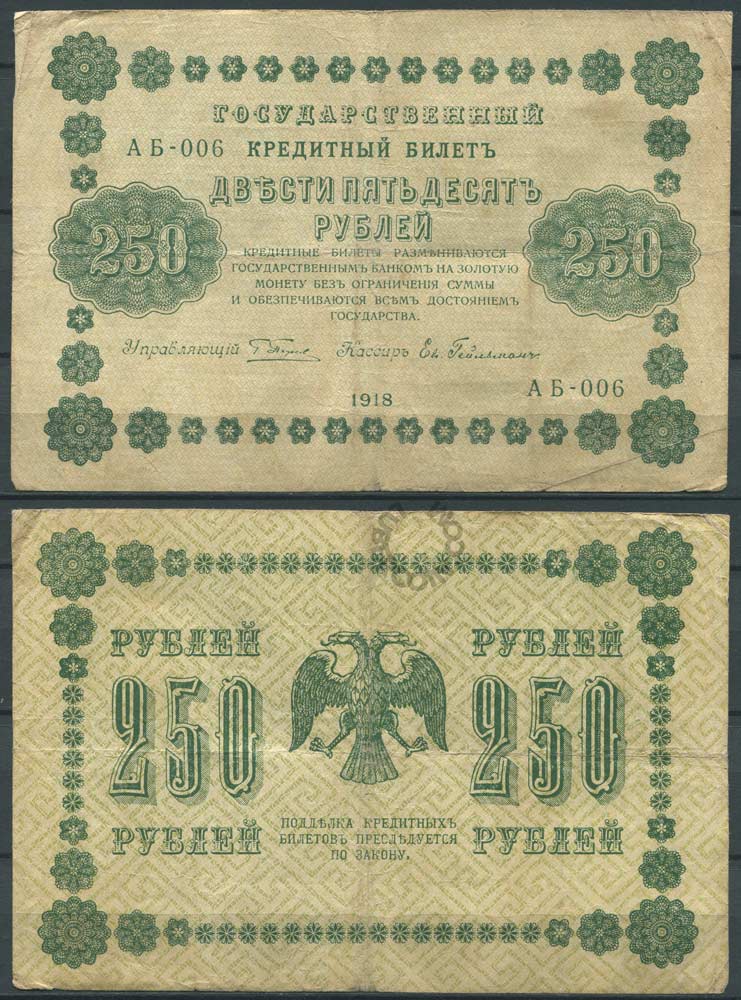 ГОСУДАРСТВЕННЫЙ
АБ-006 КРЕДИТНЫЙ БИЛЕТЪ
ДВѢСТИ ПЯТЬДЕСЯТЪ
РУБЛЕЙ
250 250
КРЕДИТНЫЕ БИЛЕТЫ РАЗМѢНИВАЮТСЯ
ГОСУДАРСТВЕННЫМЪ БАНКОМЪ НА ЗОЛОТУЮ
МОНЕТУ БЕЗЪ ОГРАНИЧЕНІЯ СУММЫ
И ОБЕЗПЕЧИВАЮТСЯ ВСѢМЪ ДОСТОЯНІЕМЪ
ГОСУДАРСТВА.
Управляющій Кассиръ Ев. Гейльманъ
АБ-006
1918
РУБЛЕЙ РУБЛЕЙ
250 250
РУБЛЕЙ РУБЛЕЙ
ПОДДѢЛКА КРЕДИТНЫХЪ
БИЛЕТОВЪ ПРЕСЛѢДУЕТСЯ
ПО ЗАКОНУ.